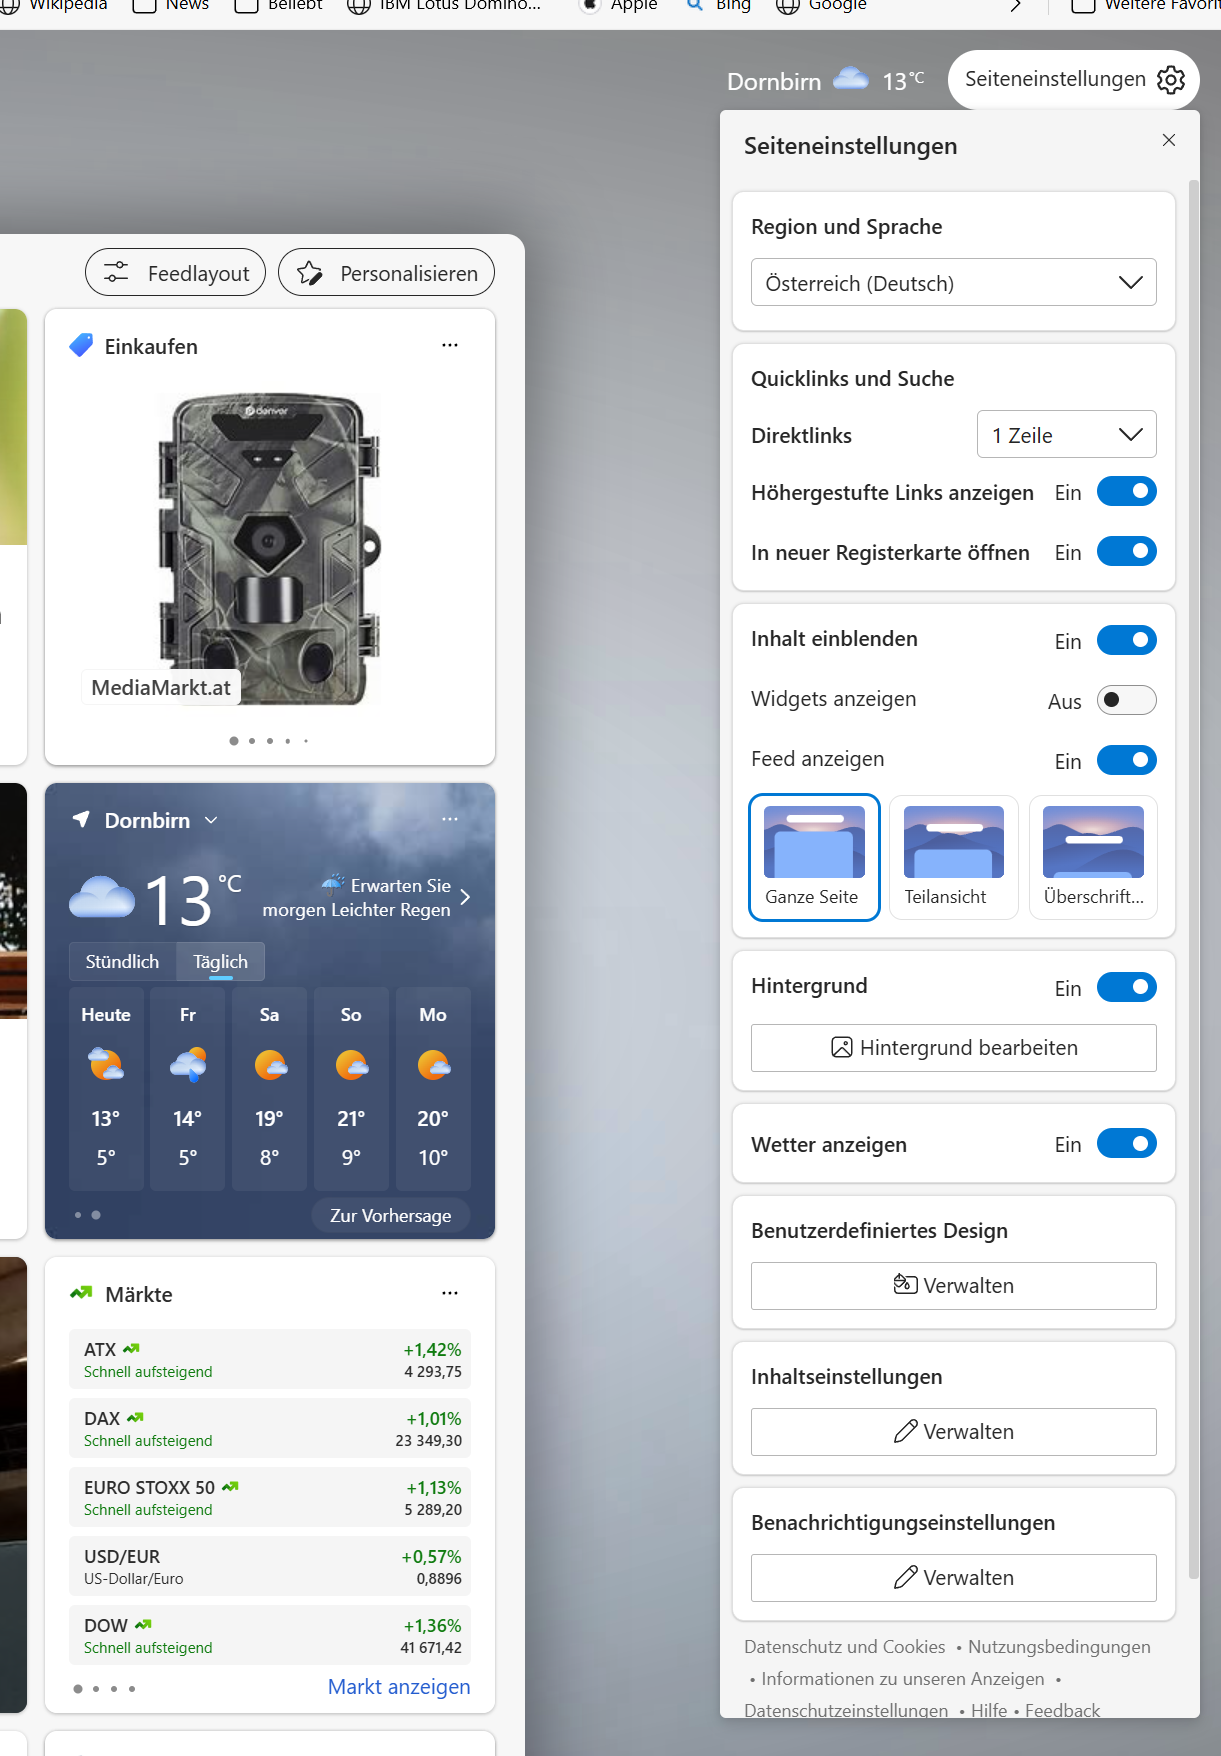 Wikipedia News Beliebt IBM Lotus Domino... Apple Bing Google Weitere Favorit
Dornbirn 13°C Seiteneinstellungen
Seiteneinstellungen
Region und Sprache
Österreich (Deutsch)
Quicklinks und Suche
Direktlinks 1 Zeile
Höhergestufte Links anzeigen Ein
In neuer Registerkarte öffnen Ein
Inhalt einblenden Ein
Widgets anzeigen Aus
Feed anzeigen Ein
Ganze Seite Teilansicht Überschrift...
Hintergrund Ein
Hintergrund bearbeiten
Wetter anzeigen Ein
Benutzerdefiniertes Design
Verwalten
Inhaltseinstellungen
Verwalten
Benachrichtigungseinstellungen
Verwalten
Datenschutz und Cookies • Nutzungsbedingungen
• Informationen zu unseren Anzeigen •
Datenschutzeinstellungen • Hilfe • Feedback
Feedlayout Personalisieren
Einkaufen ...
denver
MediaMarkt.at
Dornbirn ...
13 °C
Erwarten Sie
morgen Leichter Regen
Stündlich Täglich
Heute Fr Sa So Mo
13° 14° 19° 21° 20°
5° 5° 8° 9° 10°
Zur Vorhersage
Märkte ...
ATX +1,42%
Schnell aufsteigend 4 293,75
DAX +1,01%
Schnell aufsteigend 23 349,30
EURO STOXX 50 +1,13%
Schnell aufsteigend 5 289,20
USD/EUR +0,57%
US-Dollar/Euro 0,8896
DOW +1,36%
Schnell aufsteigend 41 671,42
Markt anzeigen